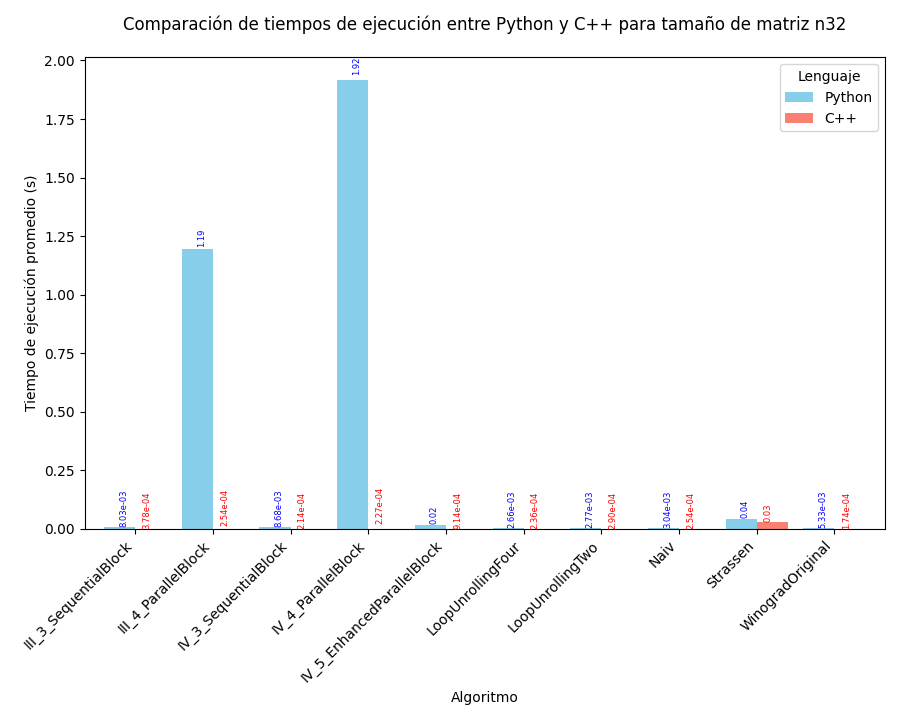 Comparación de tiempos de ejecución entre Python y C++ para tamaño de matriz n32
Tiempo de ejecución promedio (s)
2.00
1.75
1.50
1.25
1.00
0.75
0.50
0.25
0.00
Lenguaje
Python
C++
8.03e-03
3.78e-04
1.19
2.54e-04
8.68e-03
2.14e-04
1.92
2.27e-04
0.02
9.14e-04
2.66e-03
2.36e-04
2.77e-03
2.90e-04
3.04e-03
2.54e-04
0.04
0.03
5.33e-03
1.74e-04
III_3_SequentialBlock
III_4_ParallelBlock
IV_3_SequentialBlock
IV_4_ParallelBlock
IV_5_EnhancedParallelBlock
LoopUnrollingFour
LoopUnrollingTwo
Naiv
Strassen
WinogradOriginal
Algoritmo